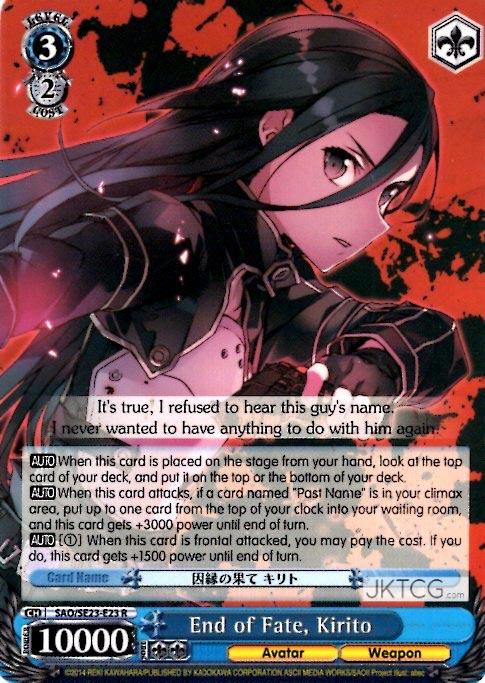 LEVEL
3
2
COST
It's true, I refused to hear this guy's name.
I never wanted to have anything to do with him again.
AUTO When this card is placed on the stage from your hand, look at the top
card of your deck, and put it on the top or the bottom of your deck.
AUTO When this card attacks, if a card named "Past Name" is in your climax
area, put up to one card from the top of your clock into your waiting room,
and this card gets +3000 power until end of turn.
AUTO [①] When this card is frontal attacked, you may pay the cost. If you
do, this card gets +1500 power until end of turn.
Card Name
因縁の果て キリト
JKTCG.com
CH SAO/SE23-E23 R
POWER
10000
SOUL
End of Fate, Kirito
Avatar
Weapon
©2014 REKI KAWAHARA/PUBLISHED BY KADOKAWA CORPORATION ASCII MEDIA WORKS/SAOII Project Illust: abec